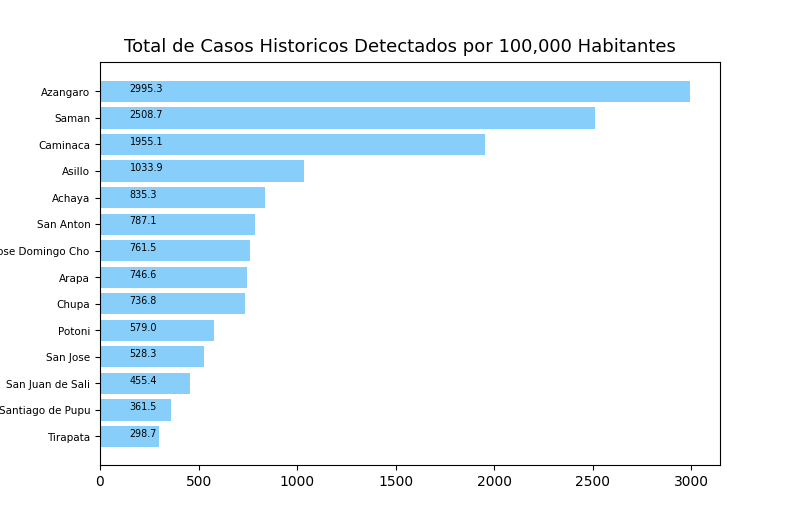 Total de Casos Historicos Detectados por 100,000 Habitantes
Azangaro 2995.3
Saman 2508.7
Caminaca 1955.1
Asillo 1033.9
Achaya 835.3
San Anton 787.1
ose Domingo Cho 761.5
Arapa 746.6
Chupa 736.8
Potoni 579.0
San Jose 528.3
San Juan de Sali 455.4
Santiago de Pupu 361.5
Tirapata 298.7
0 500 1000 1500 2000 2500 3000